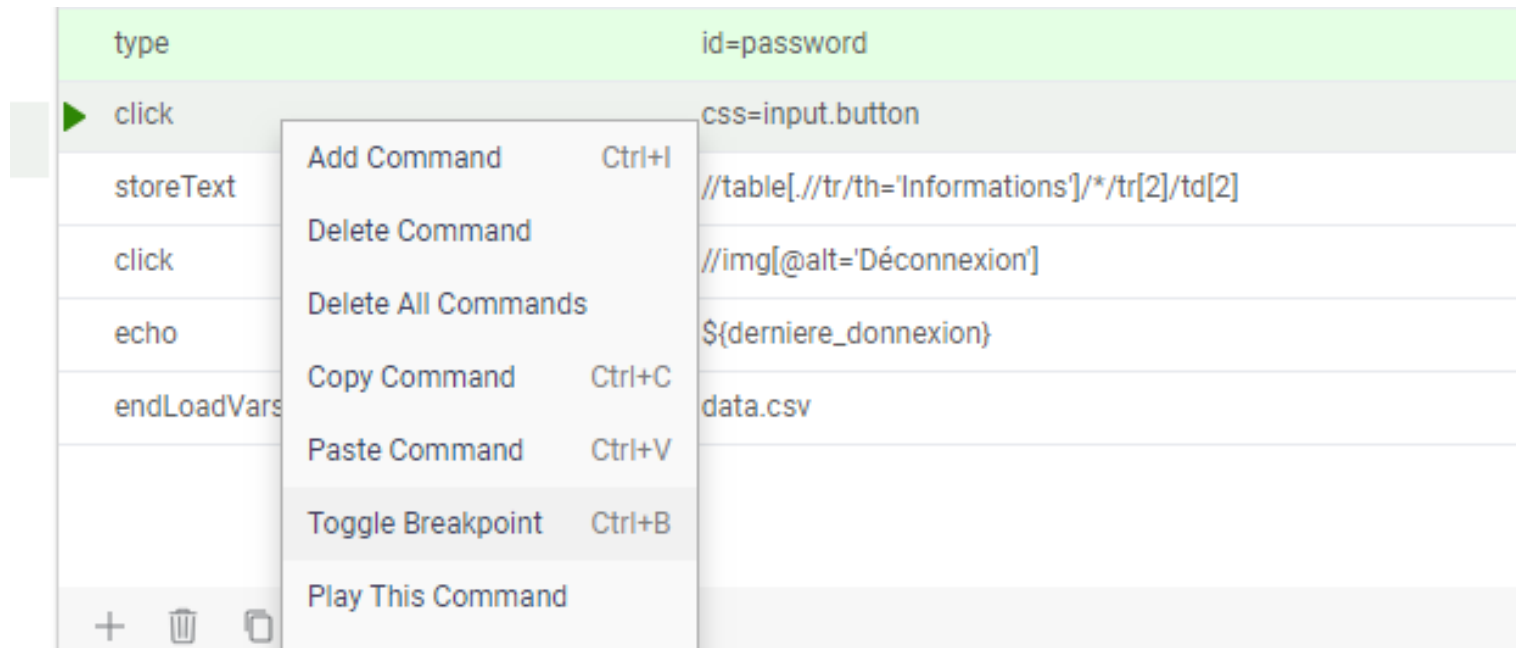 type id=password
click css=input.button
Add Command Ctrl+I
storeText //table[.//tr/th='Informations']/*/tr[2]/td[2]
Delete Command
click //img[@alt='Déconnexion']
Delete All Commands
echo ${derniere_donnexion}
Copy Command Ctrl+C
endLoadVars data.csv
Paste Command Ctrl+V
Toggle Breakpoint Ctrl+B
Play This Command